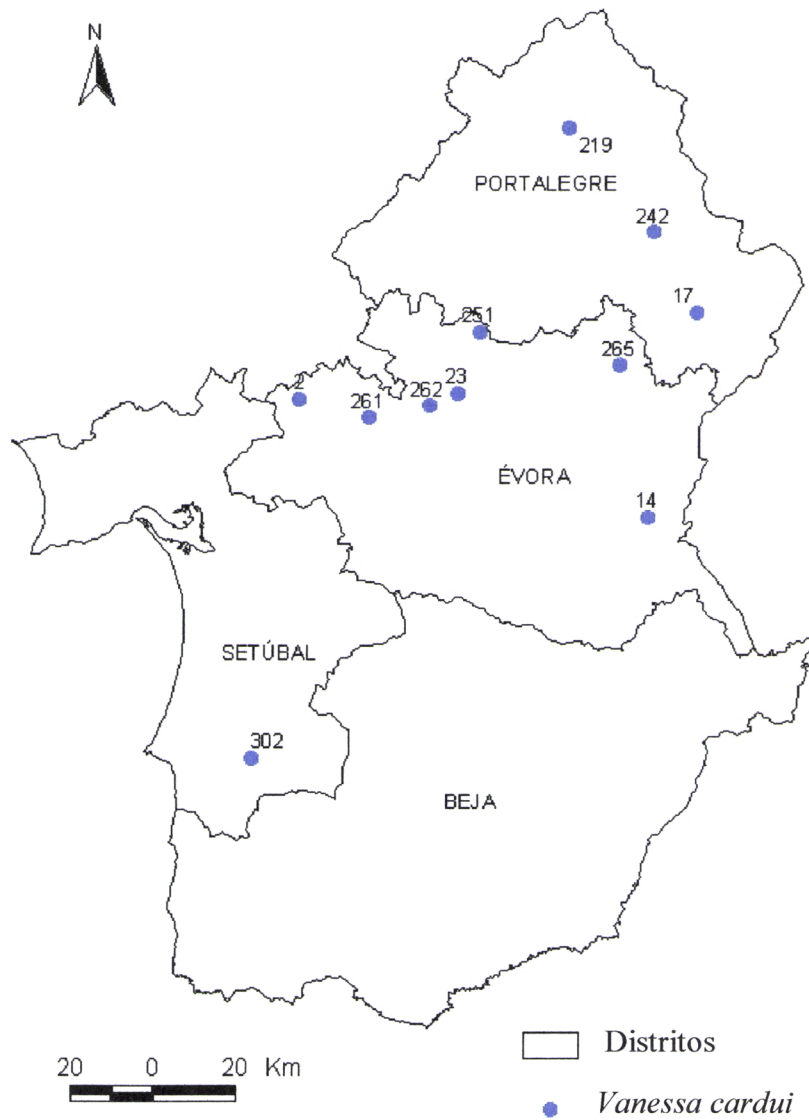 N
219
PORTALEGRE
242
17
251
265
2
261
262
23
ÉVORA
14
SETÚBAL
302
BEJA
20 0 20 Km
Distritos
Vanessa cardui